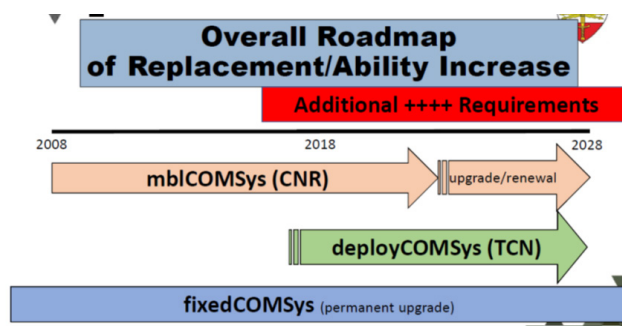 Overall Roadmap
of Replacement/Ability Increase
Additional ++++ Requirements
2008 2018 2028
mblCOMSys (CNR) upgrade/renewal
deployCOMSys (TCN)
fixedCOMSys (permanent upgrade)